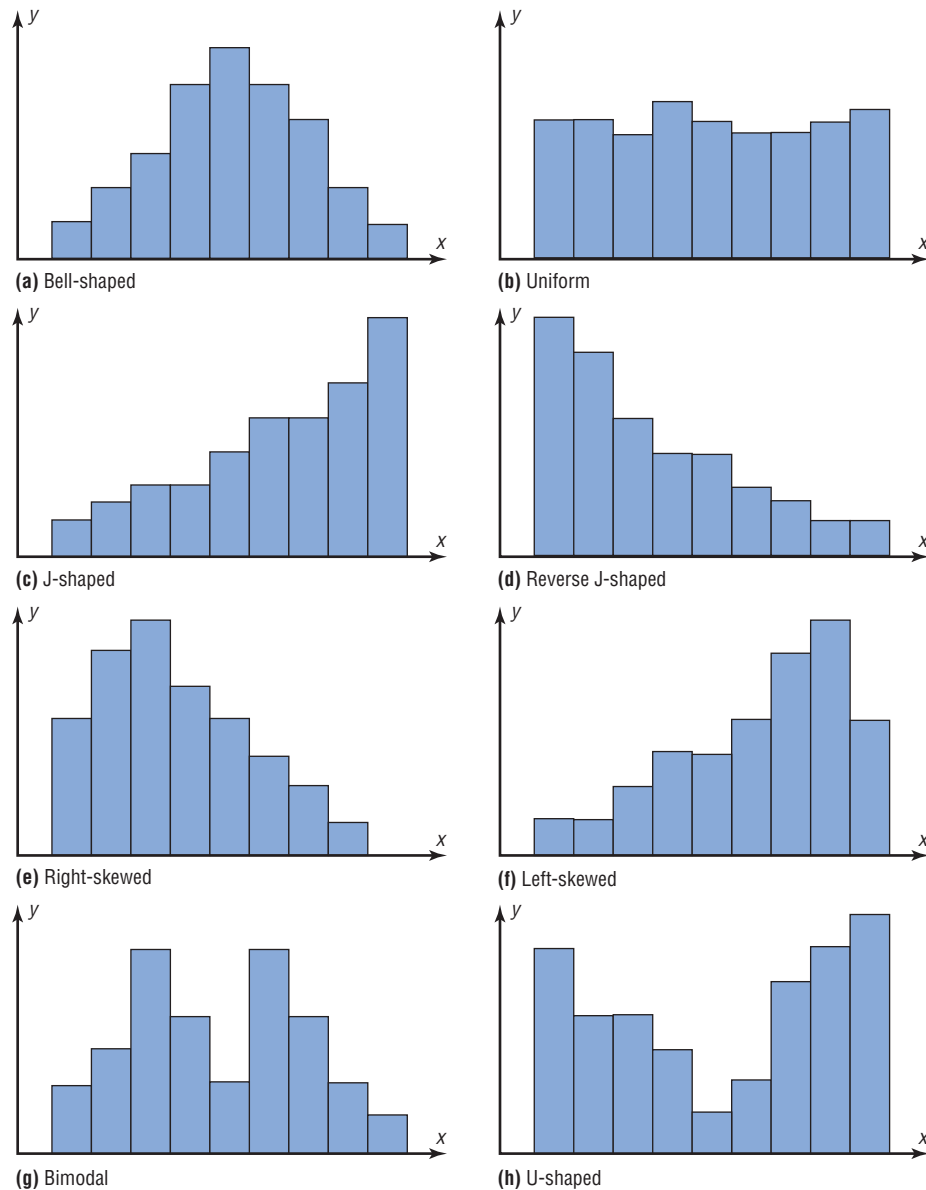 y
x
(a) Bell-shaped
y
x
(b) Uniform
y
x
(c) J-shaped
y
x
(d) Reverse J-shaped
y
x
(e) Right-skewed
y
x
(f) Left-skewed
y
x
(g) Bimodal
y
x
(h) U-shaped